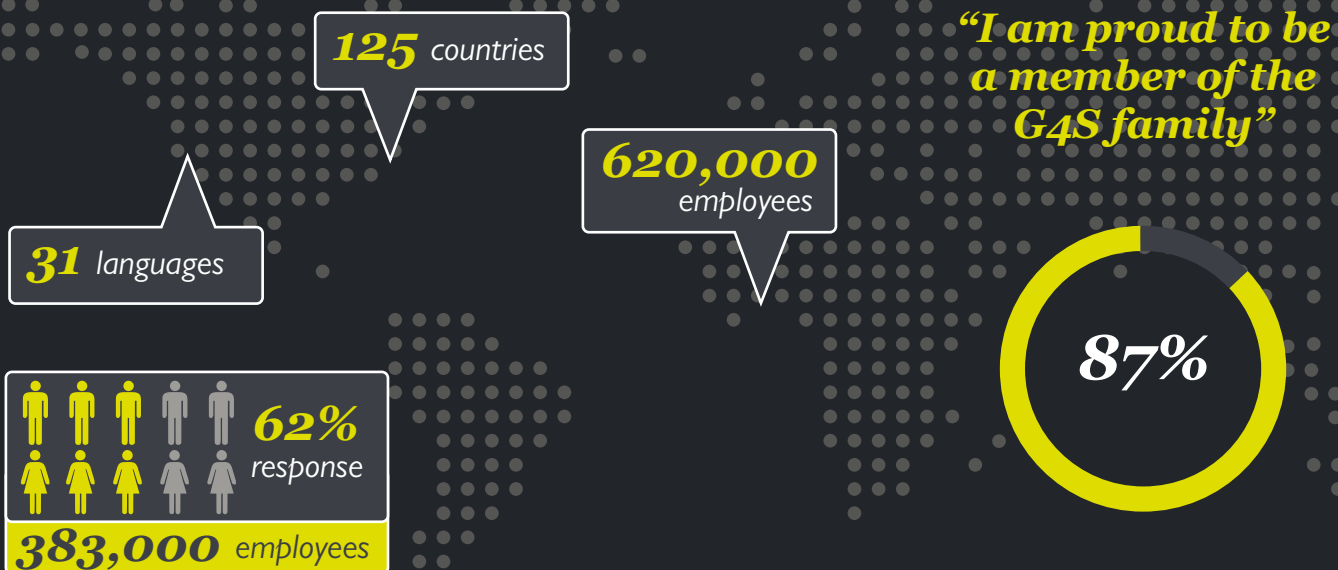 125 countries
“I am proud to be
a member of the
G4S family”
620,000
employees
31 languages
87%
62%
response
383,000 employees